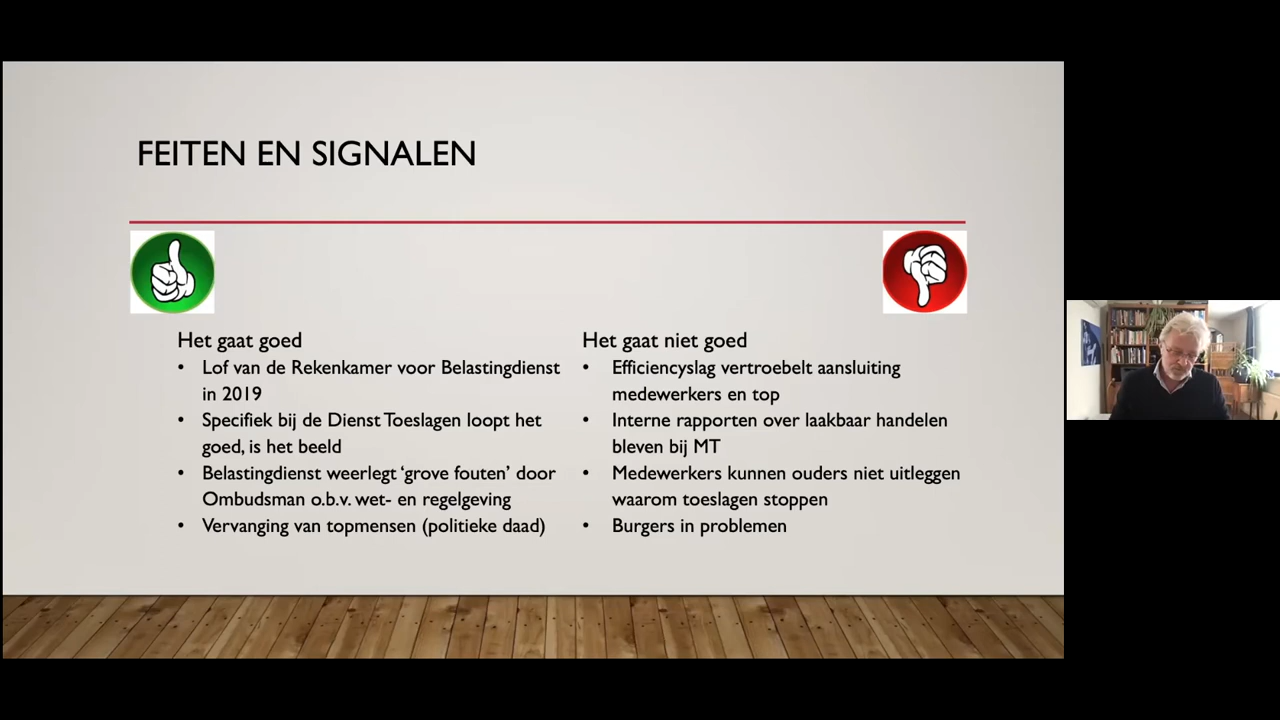 FEITEN EN SIGNALEN
Het gaat goed
• Lof van de Rekenkamer voor Belastingdienst
in 2019
• Specifiek bij de Dienst Toeslagen loopt het
goed, is het beeld
• Belastingdienst weerlegt ‘grove fouten’ door
Ombudsman o.b.v. wet- en regelgeving
• Vervanging van topmensen (politieke daad)
Het gaat niet goed
• Efficiencyslag vertroebelt aansluiting
medewerkers en top
• Interne rapporten over laakbaar handelen
bleven bij MT
• Medewerkers kunnen ouders niet uitleggen
waarom toeslagen stoppen
• Burgers in problemen